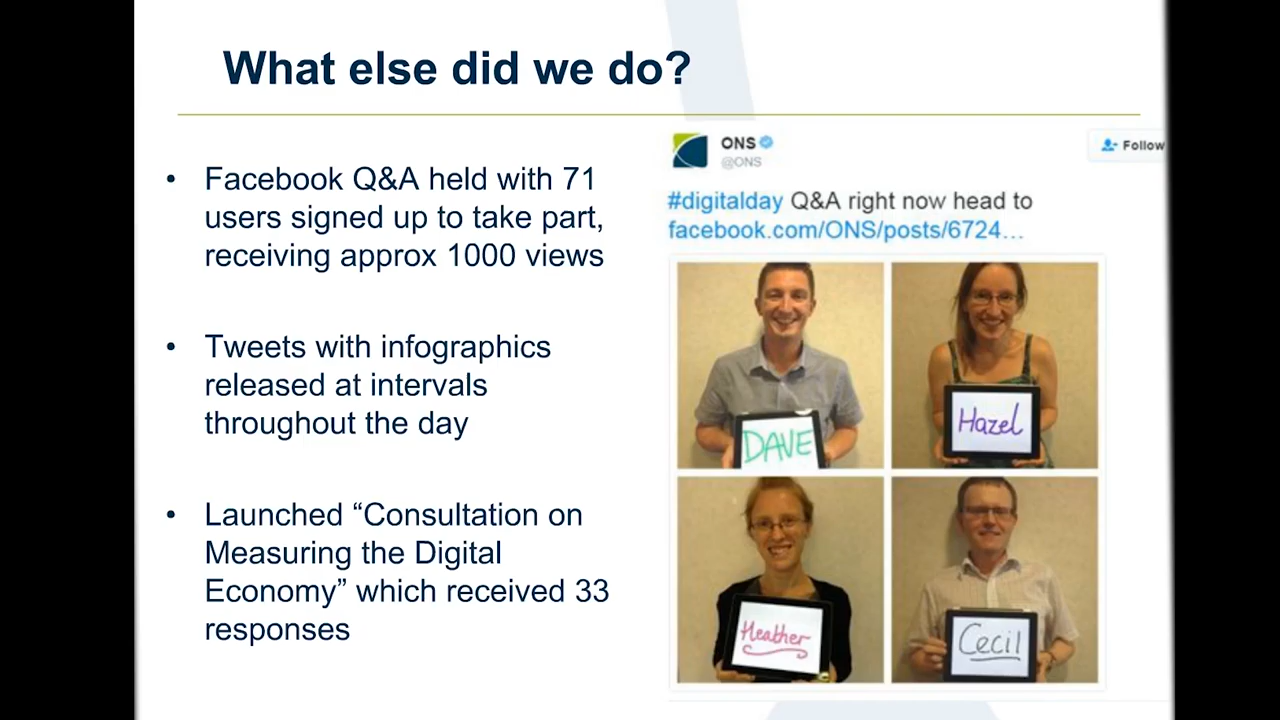 What else did we do?
• Facebook Q&A held with 71
users signed up to take part,
receiving approx 1000 views
• Tweets with infographics
released at intervals
throughout the day
• Launched “Consultation on
Measuring the Digital
Economy” which received 33
responses
ONS
@ONS
Follow
#digitalday Q&A right now head to
facebook.com/ONS/posts/6724…
DAVE
Hazel
Heather
Cecil